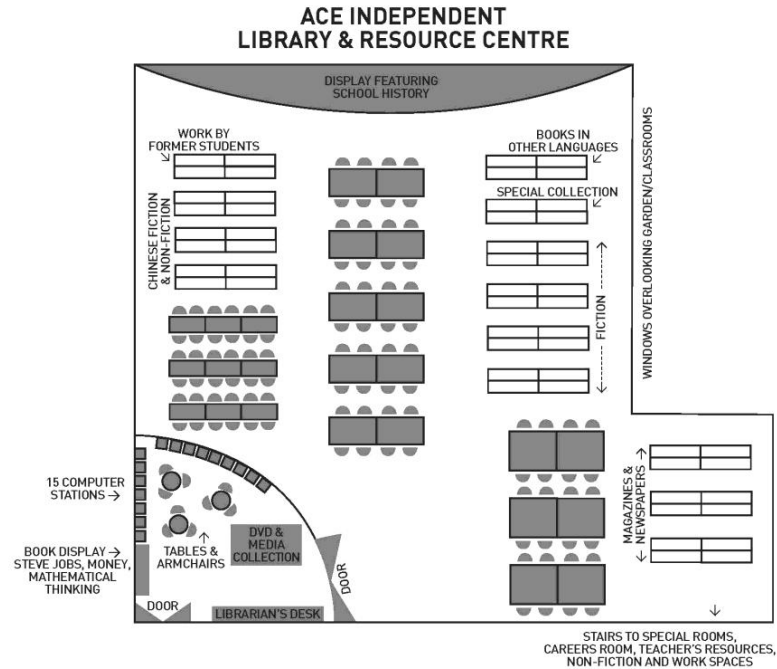 ACE INDEPENDENT
LIBRARY & RESOURCE CENTRE
DISPLAY FEATURING
SCHOOL HISTORY
WORK BY
FORMER STUDENTS
BOOKS IN
OTHER LANGUAGES
SPECIAL COLLECTION
CHINESE FICTION
& NON-FICTION
FICTION
WINDOWS OVERLOOKING GARDEN/CLASSROOMS
MAGAZINES &
NEWSPAPERS
15 COMPUTER
STATIONS
BOOK DISPLAY
STEVE JOBS, MONEY,
MATHEMATICAL
THINKING
TABLES &
ARMCHAIRS
DVD &
MEDIA
COLLECTION
DOOR
DOOR
LIBRARIAN'S DESK
STAIRS TO SPECIAL ROOMS,
CAREERS ROOM, TEACHER'S RESOURCES,
NON-FICTION AND WORK SPACES